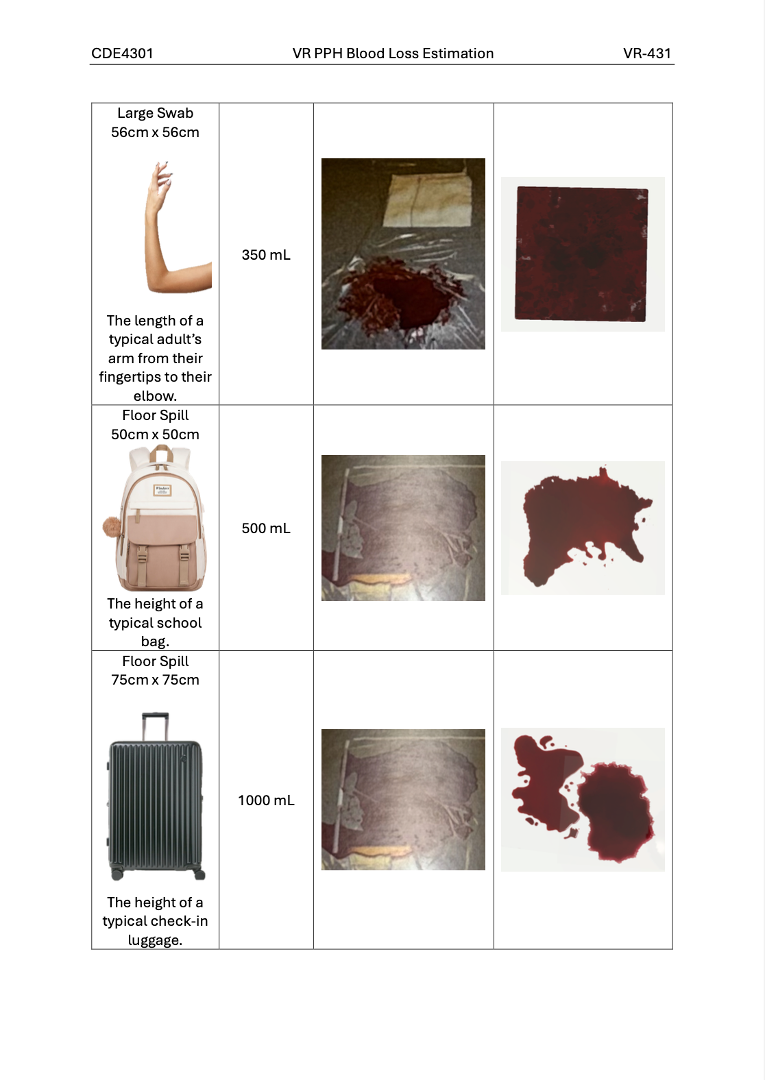 CDE4301 VR PPH Blood Loss Estimation VR-431
Large Swab
56cm x 56cm
350 mL
The length of a
typical adult’s
arm from their
fingertips to their
elbow.
Floor Spill
50cm x 50cm
500 mL
The height of a
typical school
bag.
Floor Spill
75cm x 75cm
1000 mL
The height of a
typical check-in
luggage.